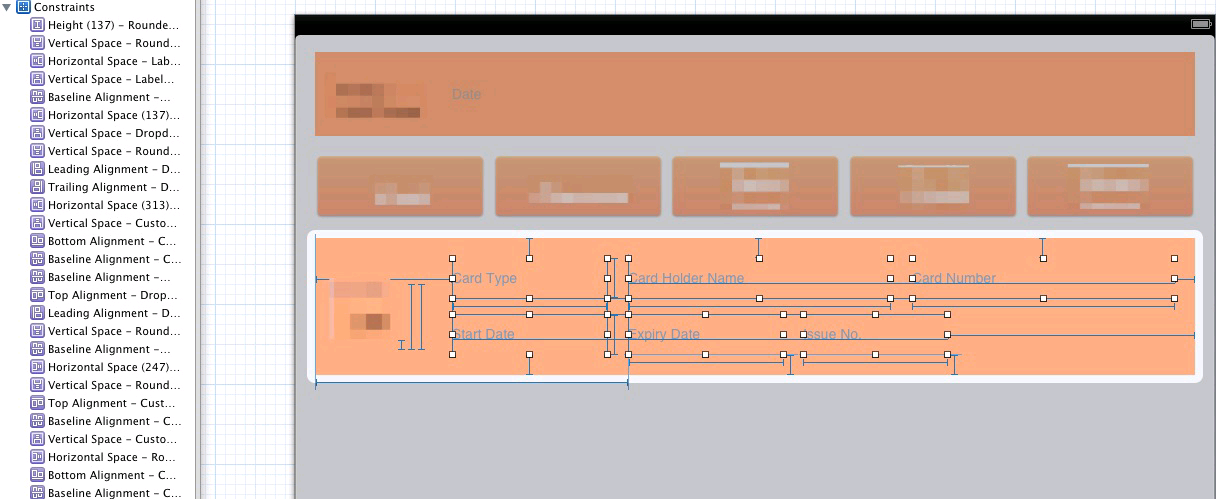 Constraints
Height (137) – Rounde...
Vertical Space – Round...
Horizontal Space – Lab...
Vertical Space – Label...
Baseline Alignment –...
Horizontal Space (137)...
Vertical Space – Dropd...
Vertical Space – Round...
Leading Alignment – D...
Trailing Alignment – D...
Horizontal Space (313)...
Vertical Space – Custo...
Bottom Alignment – C...
Baseline Alignment – C...
Baseline Alignment –...
Top Alignment – Drop...
Leading Alignment – D...
Vertical Space – Round...
Baseline Alignment –...
Horizontal Space (247)...
Vertical Space – Round...
Top Alignment – Cust...
Baseline Alignment – C...
Vertical Space – Custo...
Horizontal Space – Ro...
Bottom Alignment – C...
Baseline Alignment – C...
Date
Card Type
Card Holder Name
Card Number
Start Date
Expiry Date
Issue No.